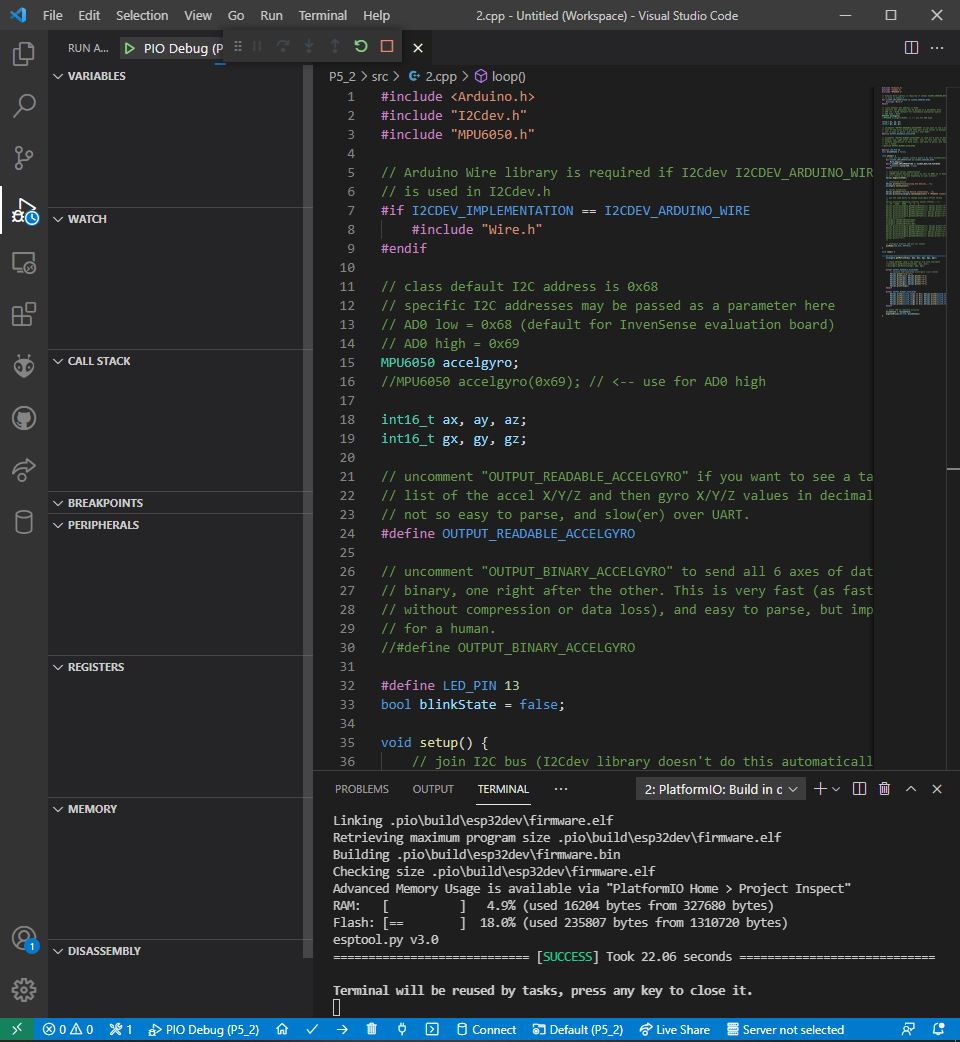 File Edit Selection View Go Run Terminal Help 2.cpp - Untitled (Workspace) - Visual Studio Code
RUN A... PIO Debug (P
VARIABLES
WATCH
CALL STACK
BREAKPOINTS
PERIPHERALS
REGISTERS
MEMORY
DISASSEMBLY
1
1
P5_2 > src > 2.cpp > loop()
1 #include <Arduino.h>
2 #include "I2Cdev.h"
3 #include "MPU6050.h"
4
5 // Arduino Wire library is required if I2Cdev I2CDEV_ARDUINO_WIR
6 // is used in I2Cdev.h
7 #if I2CDEV_IMPLEMENTATION == I2CDEV_ARDUINO_WIRE
8 #include "Wire.h"
9 #endif
10
11 // class default I2C address is 0x68
12 // specific I2C addresses may be passed as a parameter here
13 // AD0 low = 0x68 (default for InvenSense evaluation board)
14 // AD0 high = 0x69
15 MPU6050 accelgyro;
16 //MPU6050 accelgyro(0x69); // <-- use for AD0 high
17
18 int16_t ax, ay, az;
19 int16_t gx, gy, gz;
20
21 // uncomment "OUTPUT_READABLE_ACCELGYRO" if you want to see a ta
22 // list of the accel X/Y/Z and then gyro X/Y/Z values in decimal
23 // not so easy to parse, and slow(er) over UART.
24 #define OUTPUT_READABLE_ACCELGYRO
25
26 // uncomment "OUTPUT_BINARY_ACCELGYRO" to send all 6 axes of dat
27 // binary, one right after the other. This is very fast (as fast
28 // without compression or data loss), and easy to parse, but imp
29 // for a human.
30 //#define OUTPUT_BINARY_ACCELGYRO
31
32 #define LED_PIN 13
33 bool blinkState = false;
34
35 void setup() {
36 // join I2C bus (I2Cdev library doesn't do this automaticall
PROBLEMS OUTPUT TERMINAL ... 2: PlatformIO: Build in d
Linking .pio\build\esp32dev\firmware.elf
Retrieving maximum program size .pio\build\esp32dev\firmware.elf
Building .pio\build\esp32dev\firmware.bin
Checking size .pio\build\esp32dev\firmware.elf
Advanced Memory Usage is available via "PlatformIO Home > Project Inspect"
RAM: [ ] 4.9% (used 16204 bytes from 327680 bytes)
Flash: [== ] 18.0% (used 235807 bytes from 1310720 bytes)
esptool.py v3.0
============================ [SUCCESS] Took 22.06 seconds ============================
Terminal will be reused by tasks, press any key to close it.
0 0 1 PIO Debug (P5_2) Connect Default (P5_2) Live Share Server not selected